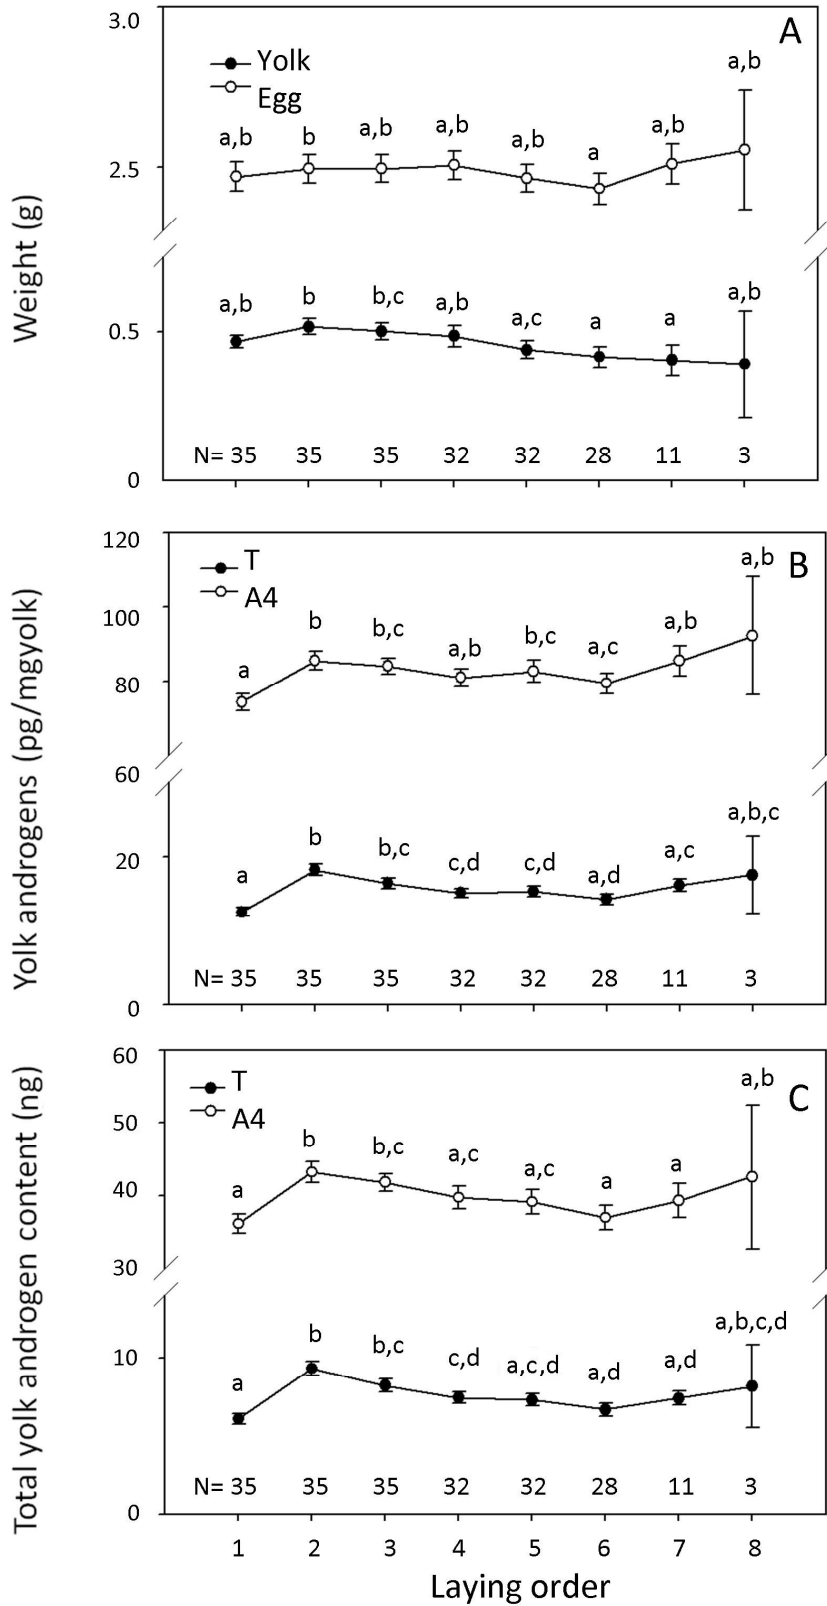 3.0
A
Yolk
Egg
a,b
a,b b a,b a,b a,b a a,b
2.5
Weight (g)
a,b b b,c a,b a,c a a a,b
0.5
N= 35 35 35 32 32 28 11 3
0
120
T
A4
a,b
B
100
a b b,c a,b b,c a,c a,b
80
Yolk androgens (pg/mgyolk)
60
a b b,c c,d c,d a,d a,c a,b,c
20
N= 35 35 35 32 32 28 11 3
0
60
T
A4
a,b
C
50
a b b,c a,c a,c a a
40
Total yolk androgen content (ng)
30
a b b,c c,d a,c,d a,d a,d a,b,c,d
10
N= 35 35 35 32 32 28 11 3
0
1 2 3 4 5 6 7 8
Laying order